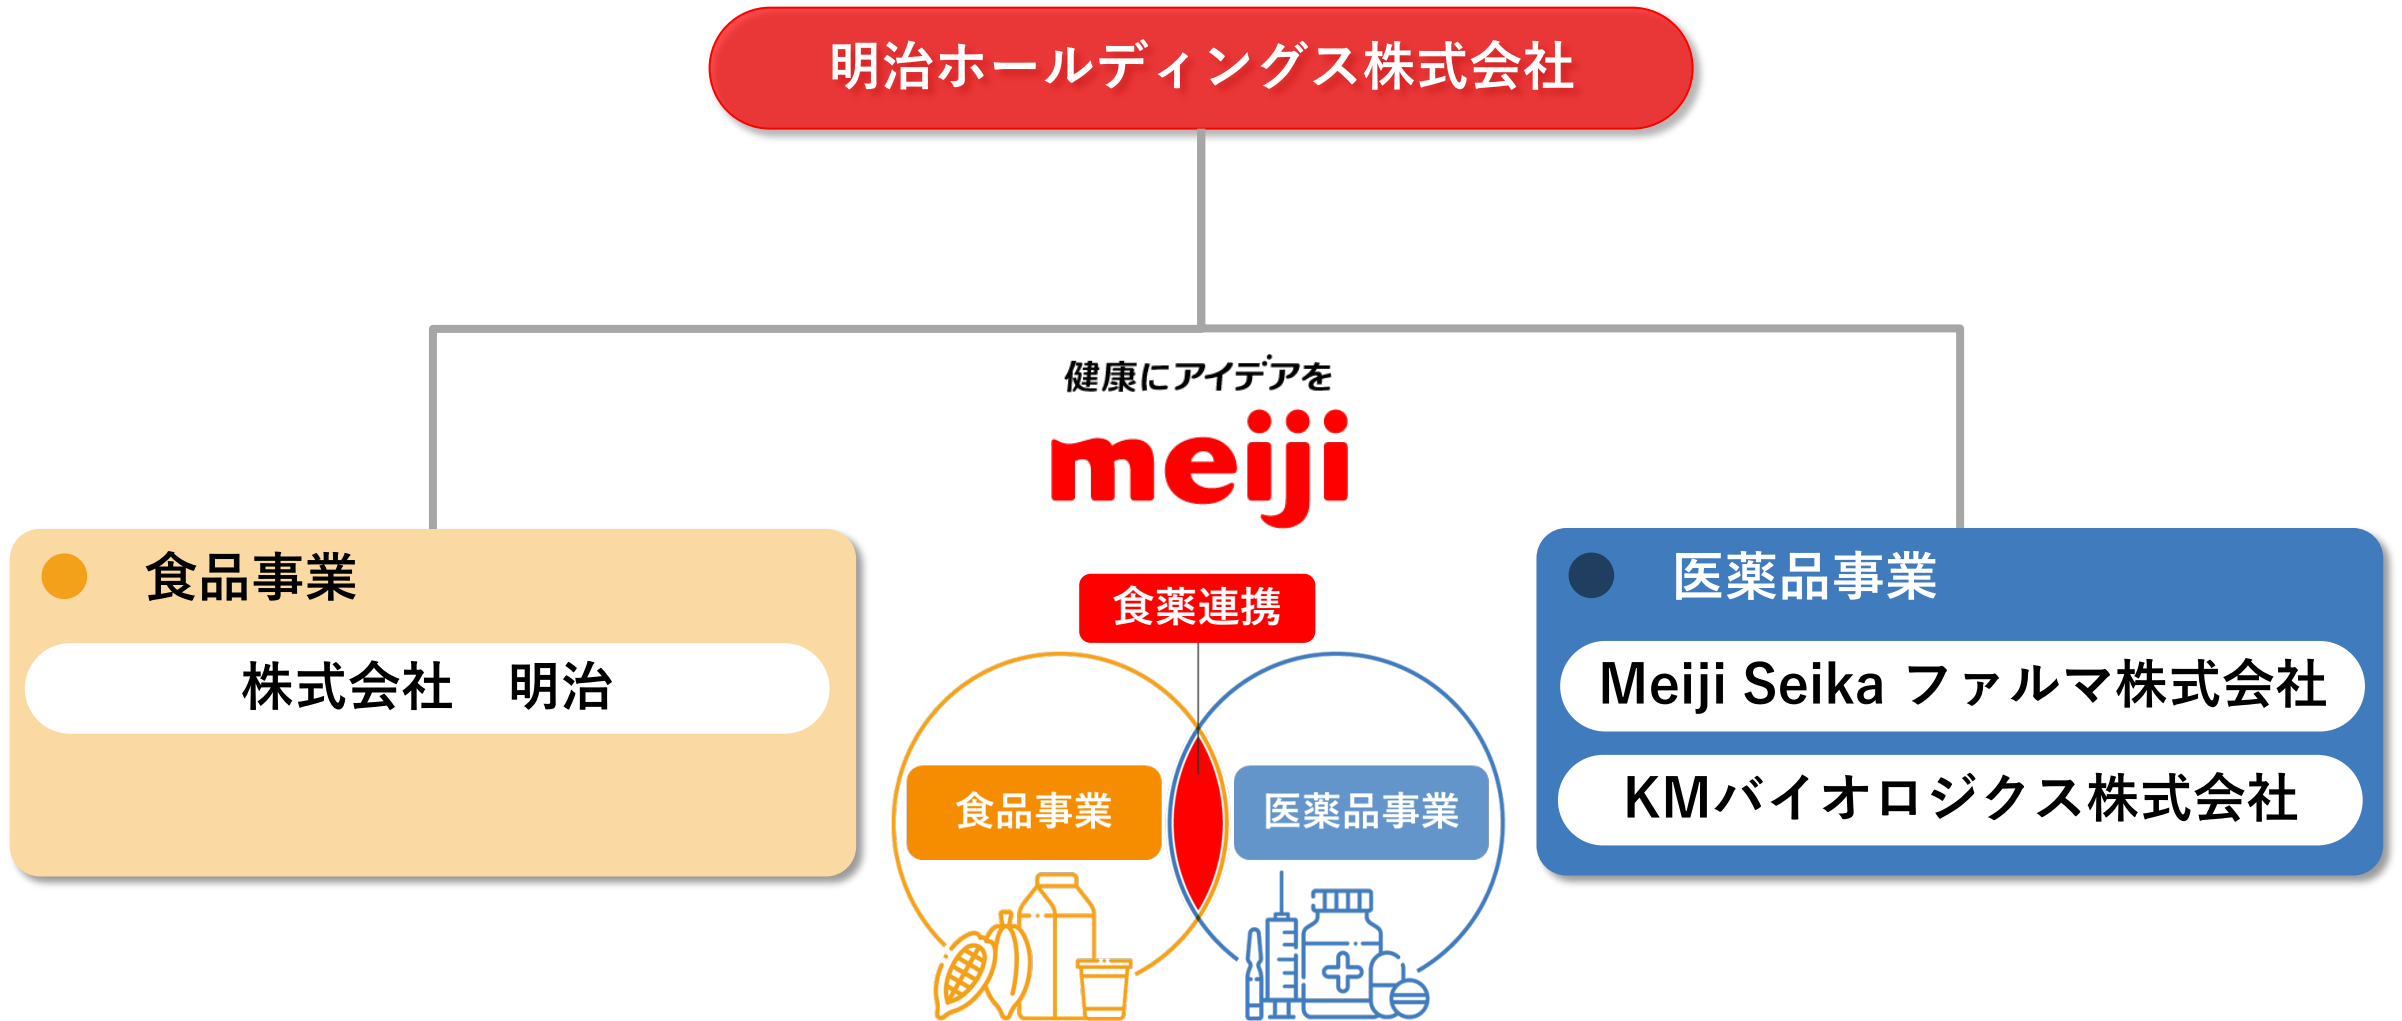 明治ホールディングス株式会社
健康にアイデアを
meiji
食品事業
株式会社　明治
食薬連携
食品事業
医薬品事業
医薬品事業
Meiji Seika ファルマ株式会社
KMバイオロジクス株式会社